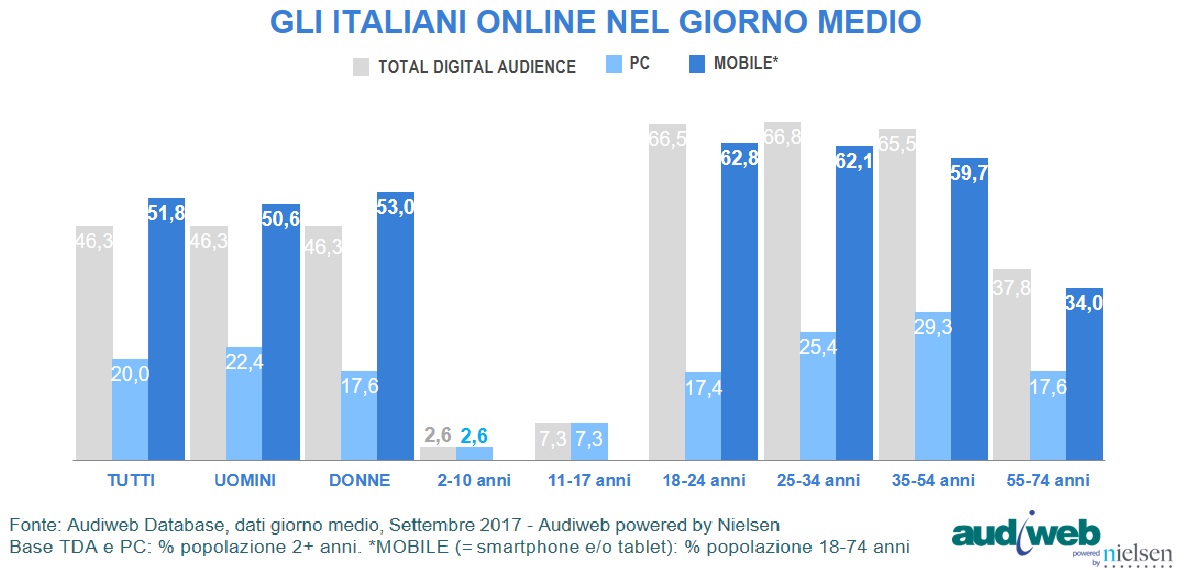 GLI ITALIANI ONLINE NEL GIORNO MEDIO
TOTAL DIGITAL AUDIENCE PC MOBILE*
46,3 20,0 51,8
46,3 22,4 50,6
46,3 17,6 53,0
2,6 2,6
7,3 7,3
66,5 17,4 62,8
66,8 25,4 62,1
65,5 29,3 59,7
37,8 17,6 34,0
TUTTI UOMINI DONNE 2-10 anni 11-17 anni 18-24 anni 25-34 anni 35-54 anni 55-74 anni
Fonte: Audiweb Database, dati giorno medio, Settembre 2017 - Audiweb powered by Nielsen
Base TDA e PC: % popolazione 2+ anni. *MOBILE (= smartphone e/o tablet): % popolazione 18-74 anni
audiweb
powered
by nielsen